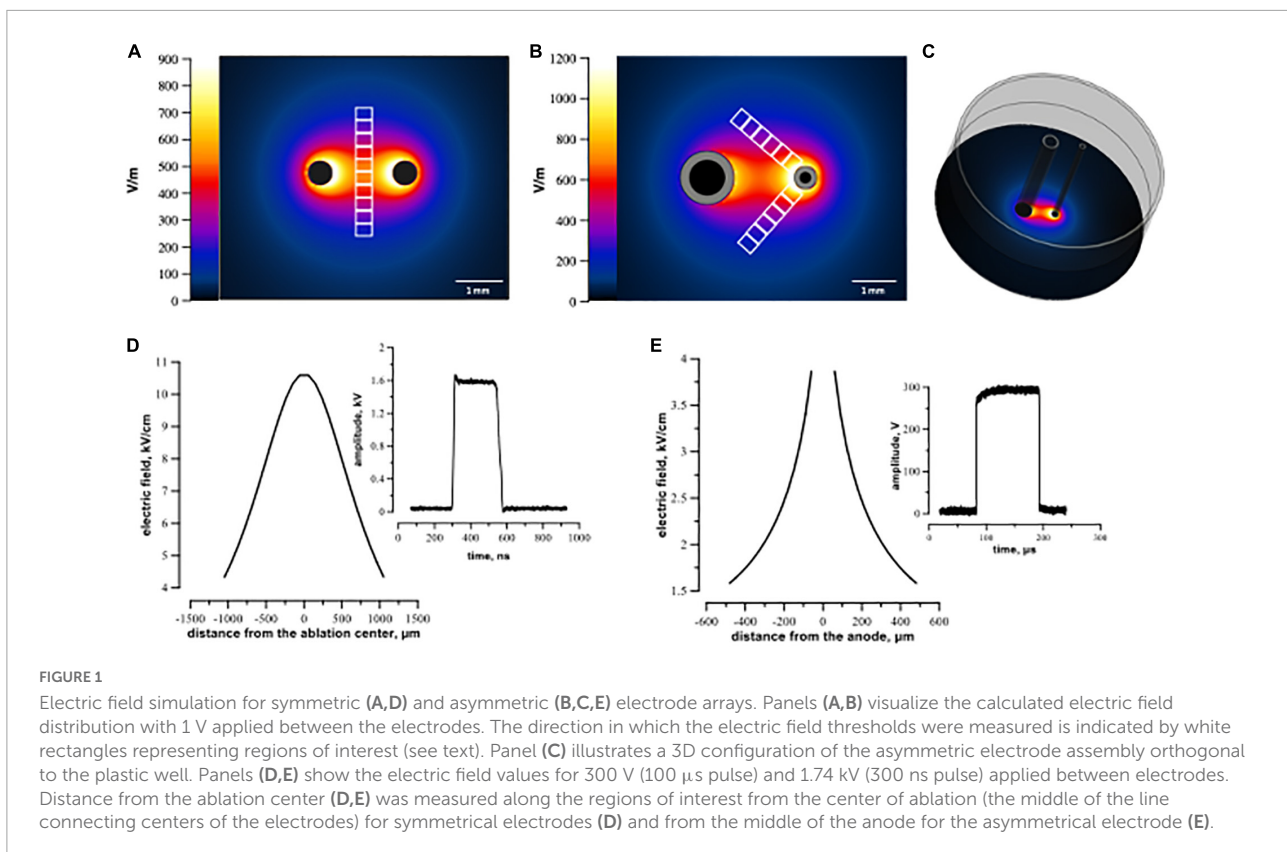 A
900
800
700
600
500
400
300
200
100
0
V/m
1 mm
B
1200
1000
800
600
400
200
0
V/m
1 mm
C
D
11
10
9
8
7
6
5
4
electric field, kV/cm
-1500 -1000 -500 0 500 1000 1500
distance from the ablation center, µm
2
1.6
1.2
0.8
0.4
0
amplitude, kV
0 200 400 600 800 1000
time, ns
E
4
3.5
3
2.5
2
1.5
electric field, kV/cm
-600 -400 -200 0 200 400 600
distance from the anode, µm
300
200
100
0
amplitude, V
0 100 200 300
time, µs
FIGURE 1
Electric field simulation for symmetric (A,D) and asymmetric (B,C,E) electrode arrays. Panels (A,B) visualize the calculated electric field
distribution with 1 V applied between the electrodes. The direction in which the electric field thresholds were measured is indicated by white
rectangles representing regions of interest (see text). Panel (C) illustrates a 3D configuration of the asymmetric electrode assembly orthogonal
to the plastic well. Panels (D,E) show the electric field values for 300 V (100 µs pulse) and 1.74 kV (300 ns pulse) applied between electrodes.
Distance from the ablation center (D,E) was measured along the regions of interest from the center of ablation (the middle of the line
connecting centers of the electrodes) for symmetrical electrodes (D) and from the middle of the anode for the asymmetrical electrode (E).